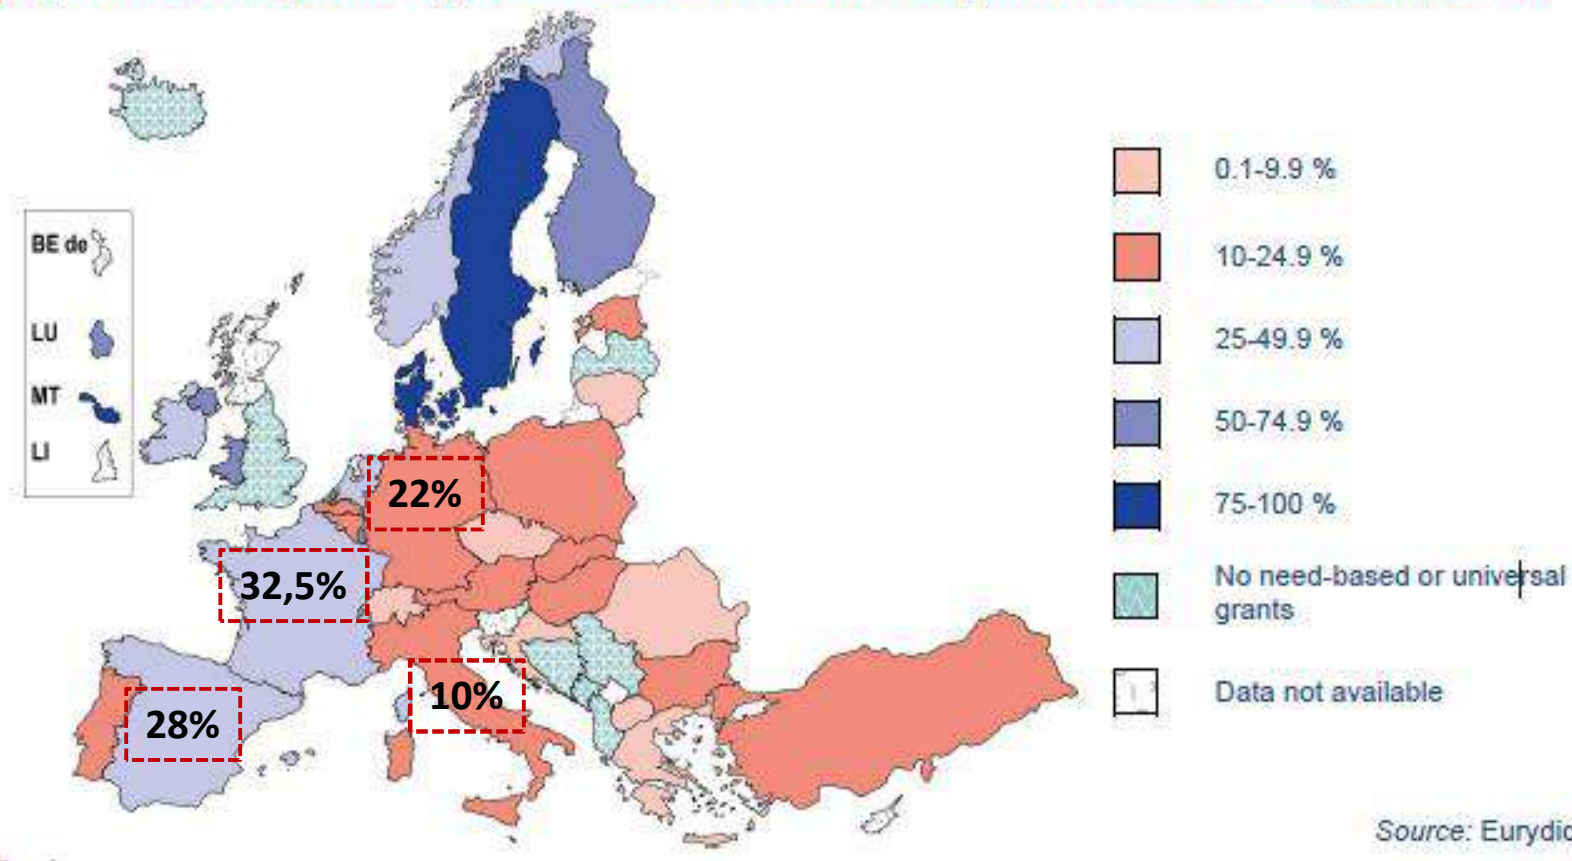 BE de
LU
MT
LI
22%
32,5%
10%
28%
0.1-9.9 %
10-24.9 %
25-49.9 %
50-74.9 %
75-100 %
No need-based or universal
grants
Data not available
Source: